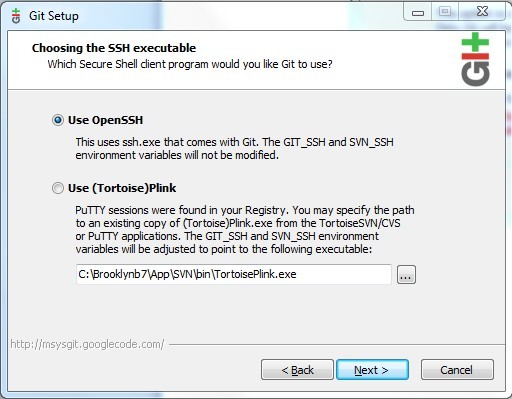 Git Setup
Choosing the SSH executable
Which Secure Shell client program would you like Git to use?
GIt
Use OpenSSH
This uses ssh.exe that comes with Git. The GIT_SSH and SVN_SSH
environment variables will not be modified.
Use (Tortoise)Plink
PuTTY sessions were found in your Registry. You may specify the path
to an existing copy of (Tortoise)Plink.exe from the TortoiseSVN/CVS
or PuTTY applications. The GIT_SSH and SVN_SSH environment
variables will be adjusted to point to the following executable:
C:\Brooklynb7\App\SVN\bin\TortoisePlink.exe
...
http://msysgit.googlecode.com/
< Back
Next >
Cancel